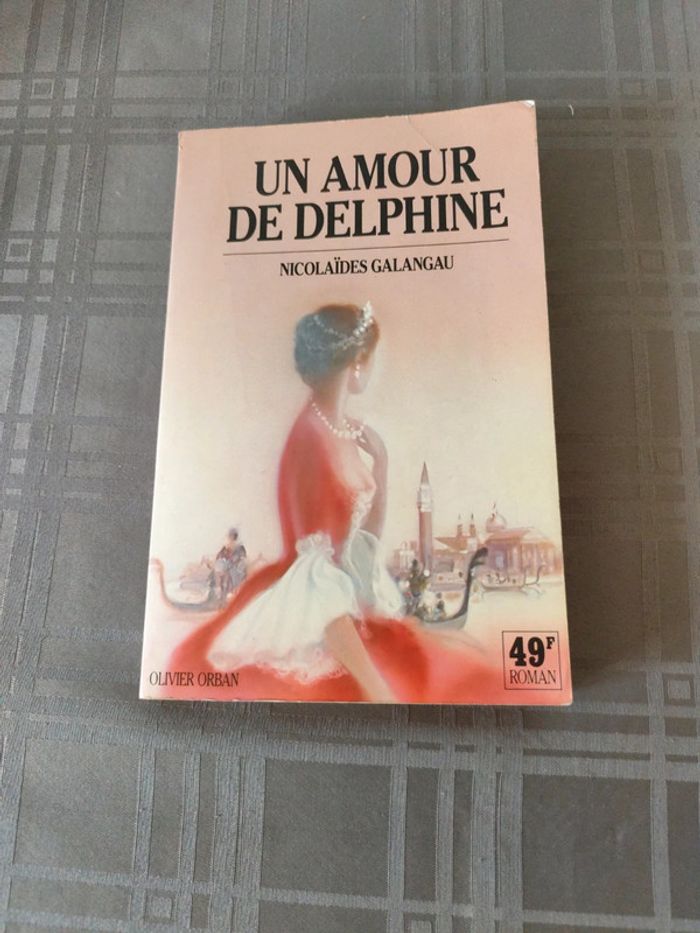 UN AMOUR
DE DELPHINE
NICOLAÏDES GALANGAU
OLIVIER ORBAN
49F
ROMAN